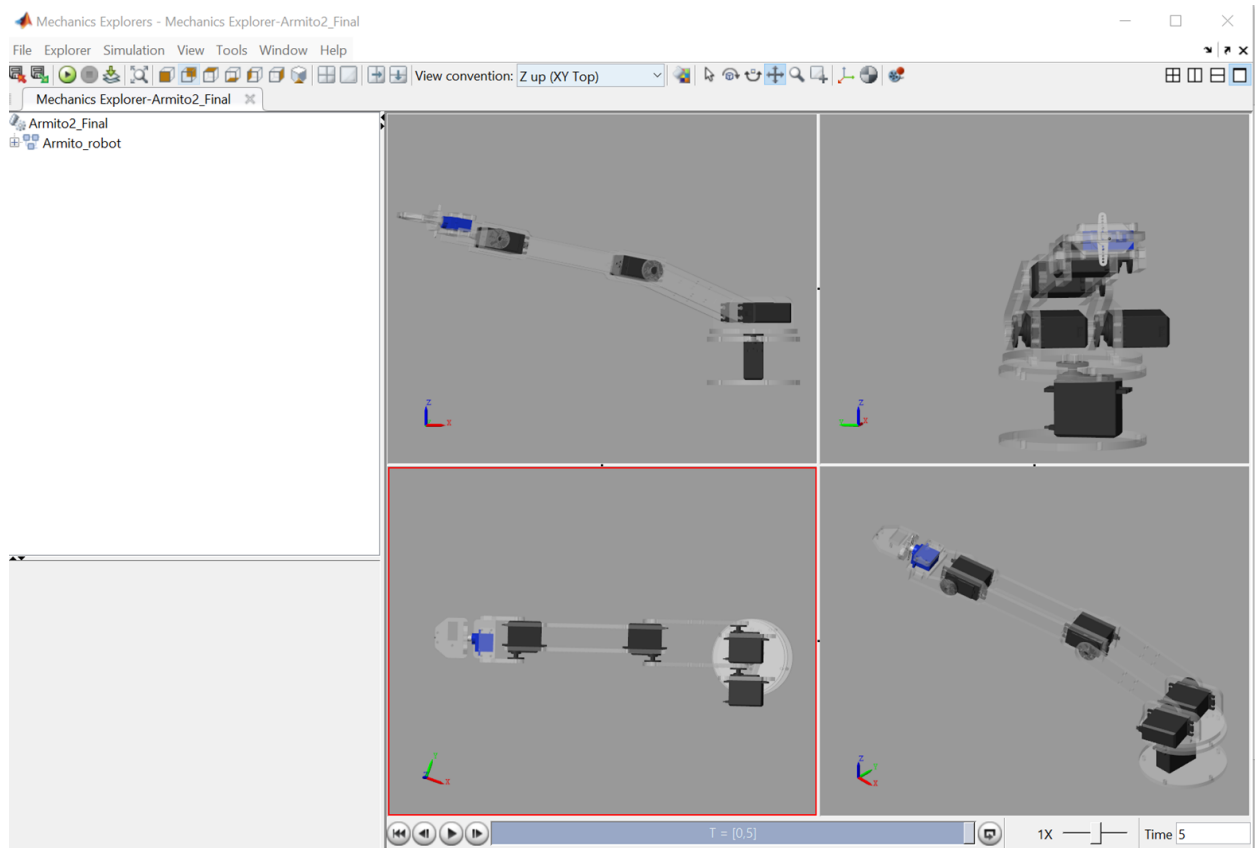 Mechanics Explorers - Mechanics Explorer-Armito2_Final
File Explorer Simulation View Tools Window Help
View convention: Z up (XY Top)
Mechanics Explorer-Armito2_Final
Armito2_Final
Armito_robot
Z
X
Z
Y
X
Y
Z
X
Z
Y
X
T = [0,5]
1X
Time 5